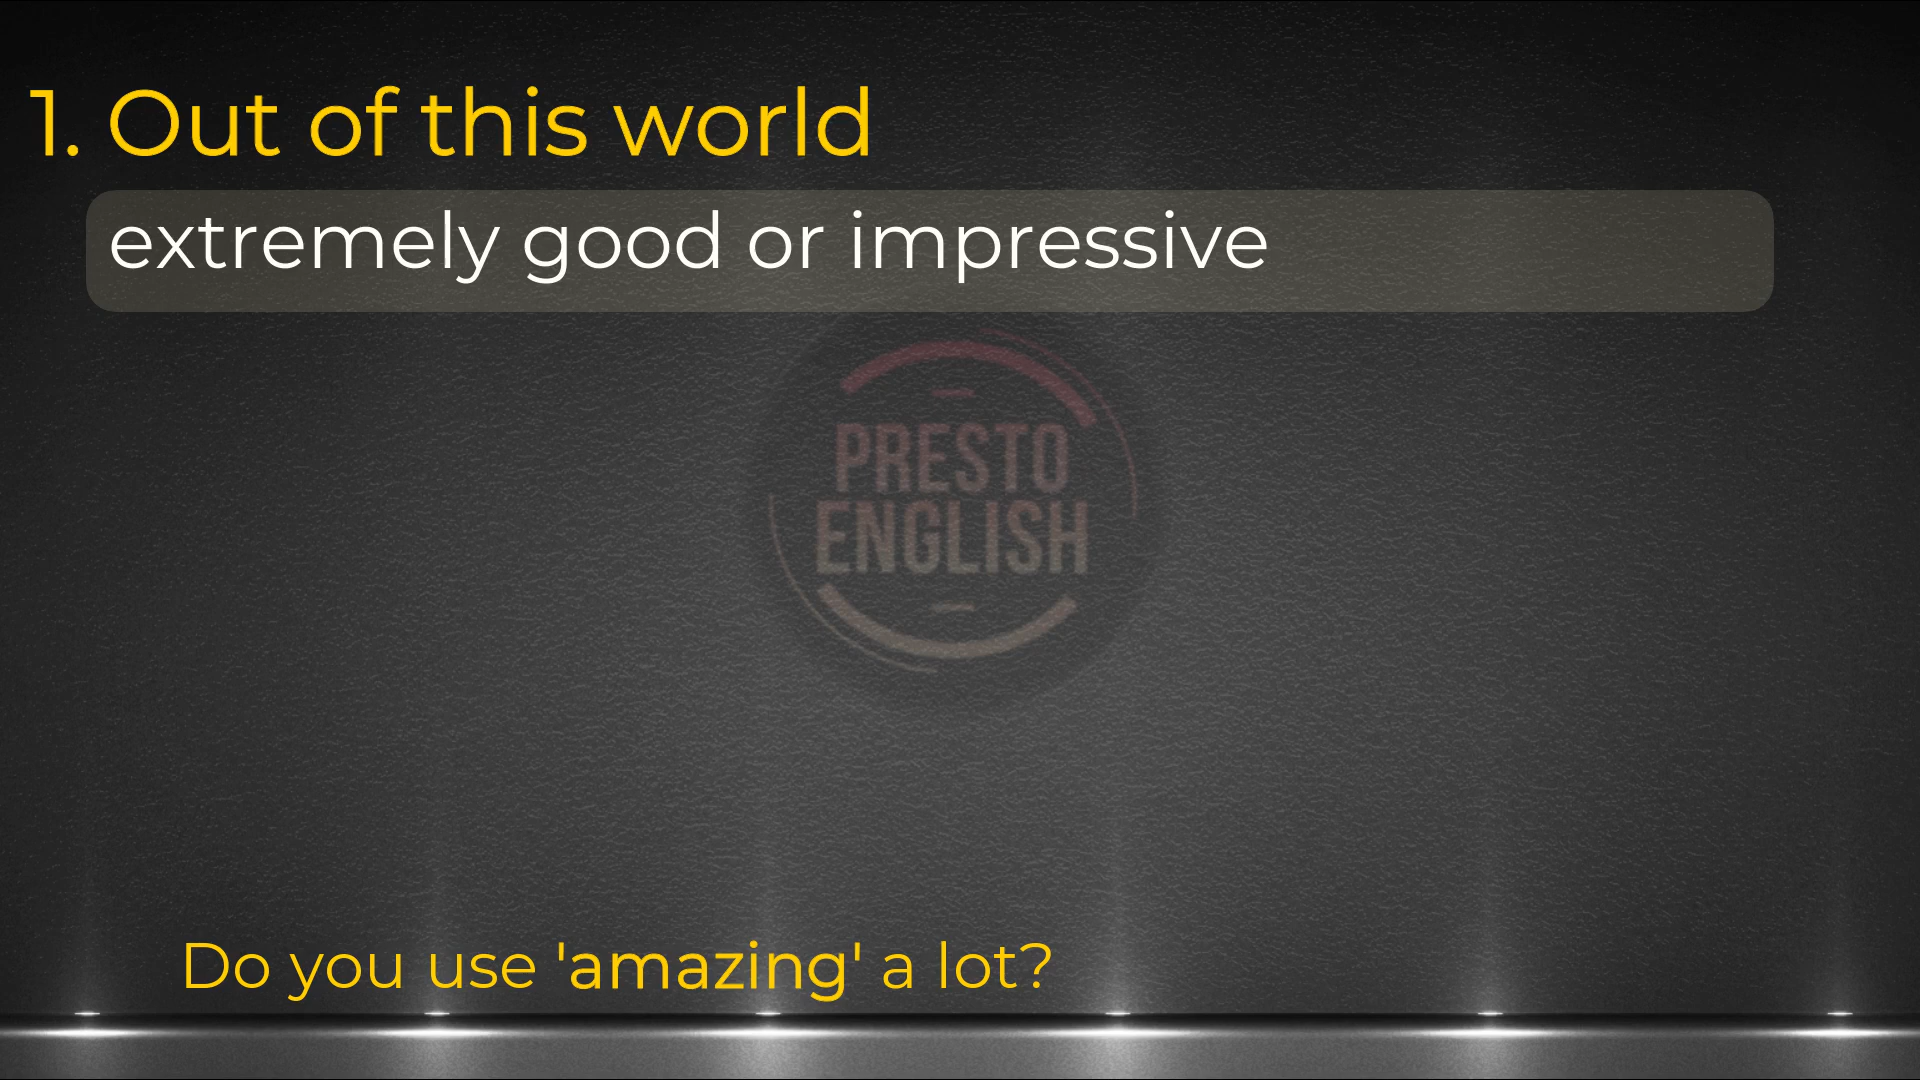 1. Out of this world
extremely good or impressive
PRESTO
ENGLISH
Do you use 'amazing' a lot?